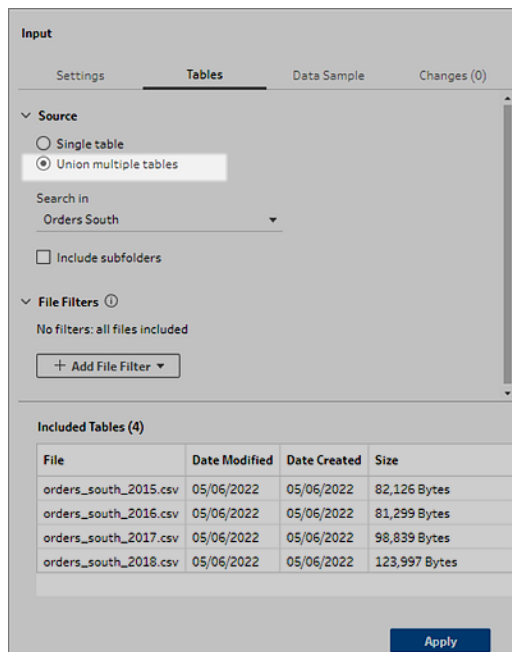 Input
Settings Tables Data Sample Changes (0)
Source
Single table
Union multiple tables
Search in
Orders South
Include subfolders
File Filters
No filters: all files included
+ Add File Filter
Included Tables (4)
File Date Modified Date Created Size
orders_south_2015.csv 05/06/2022 05/06/2022 82,126 Bytes
orders_south_2016.csv 05/06/2022 05/06/2022 81,299 Bytes
orders_south_2017.csv 05/06/2022 05/06/2022 98,839 Bytes
orders_south_2018.csv 05/06/2022 05/06/2022 123,997 Bytes
Apply